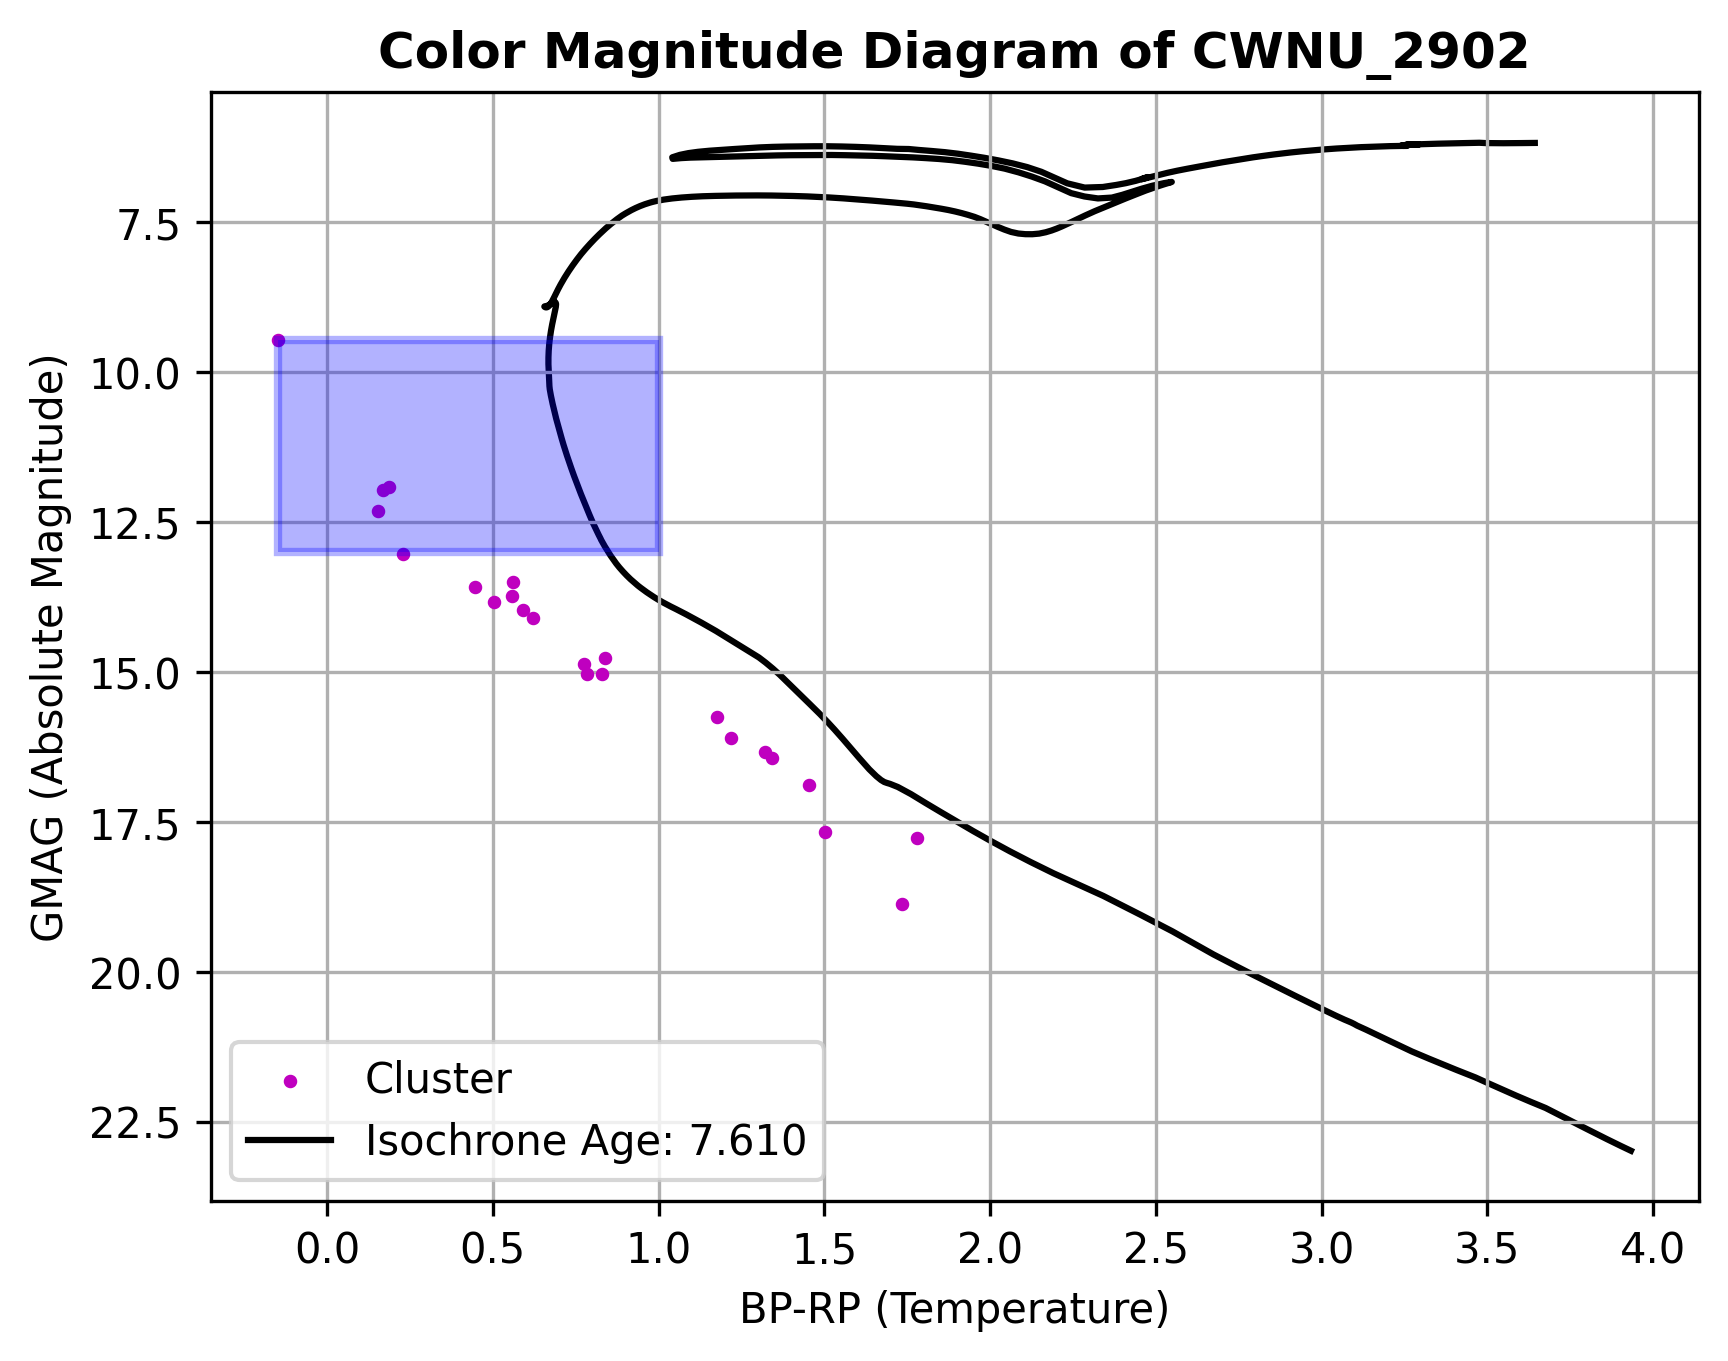 Color Magnitude Diagram of CWNU_2902
GMAG (Absolute Magnitude)
7.5
10.0
12.5
15.0
17.5
20.0
22.5
Cluster
Isochrone Age: 7.610
0.0 0.5 1.0 1.5 2.0 2.5 3.0 3.5 4.0
BP-RP (Temperature)